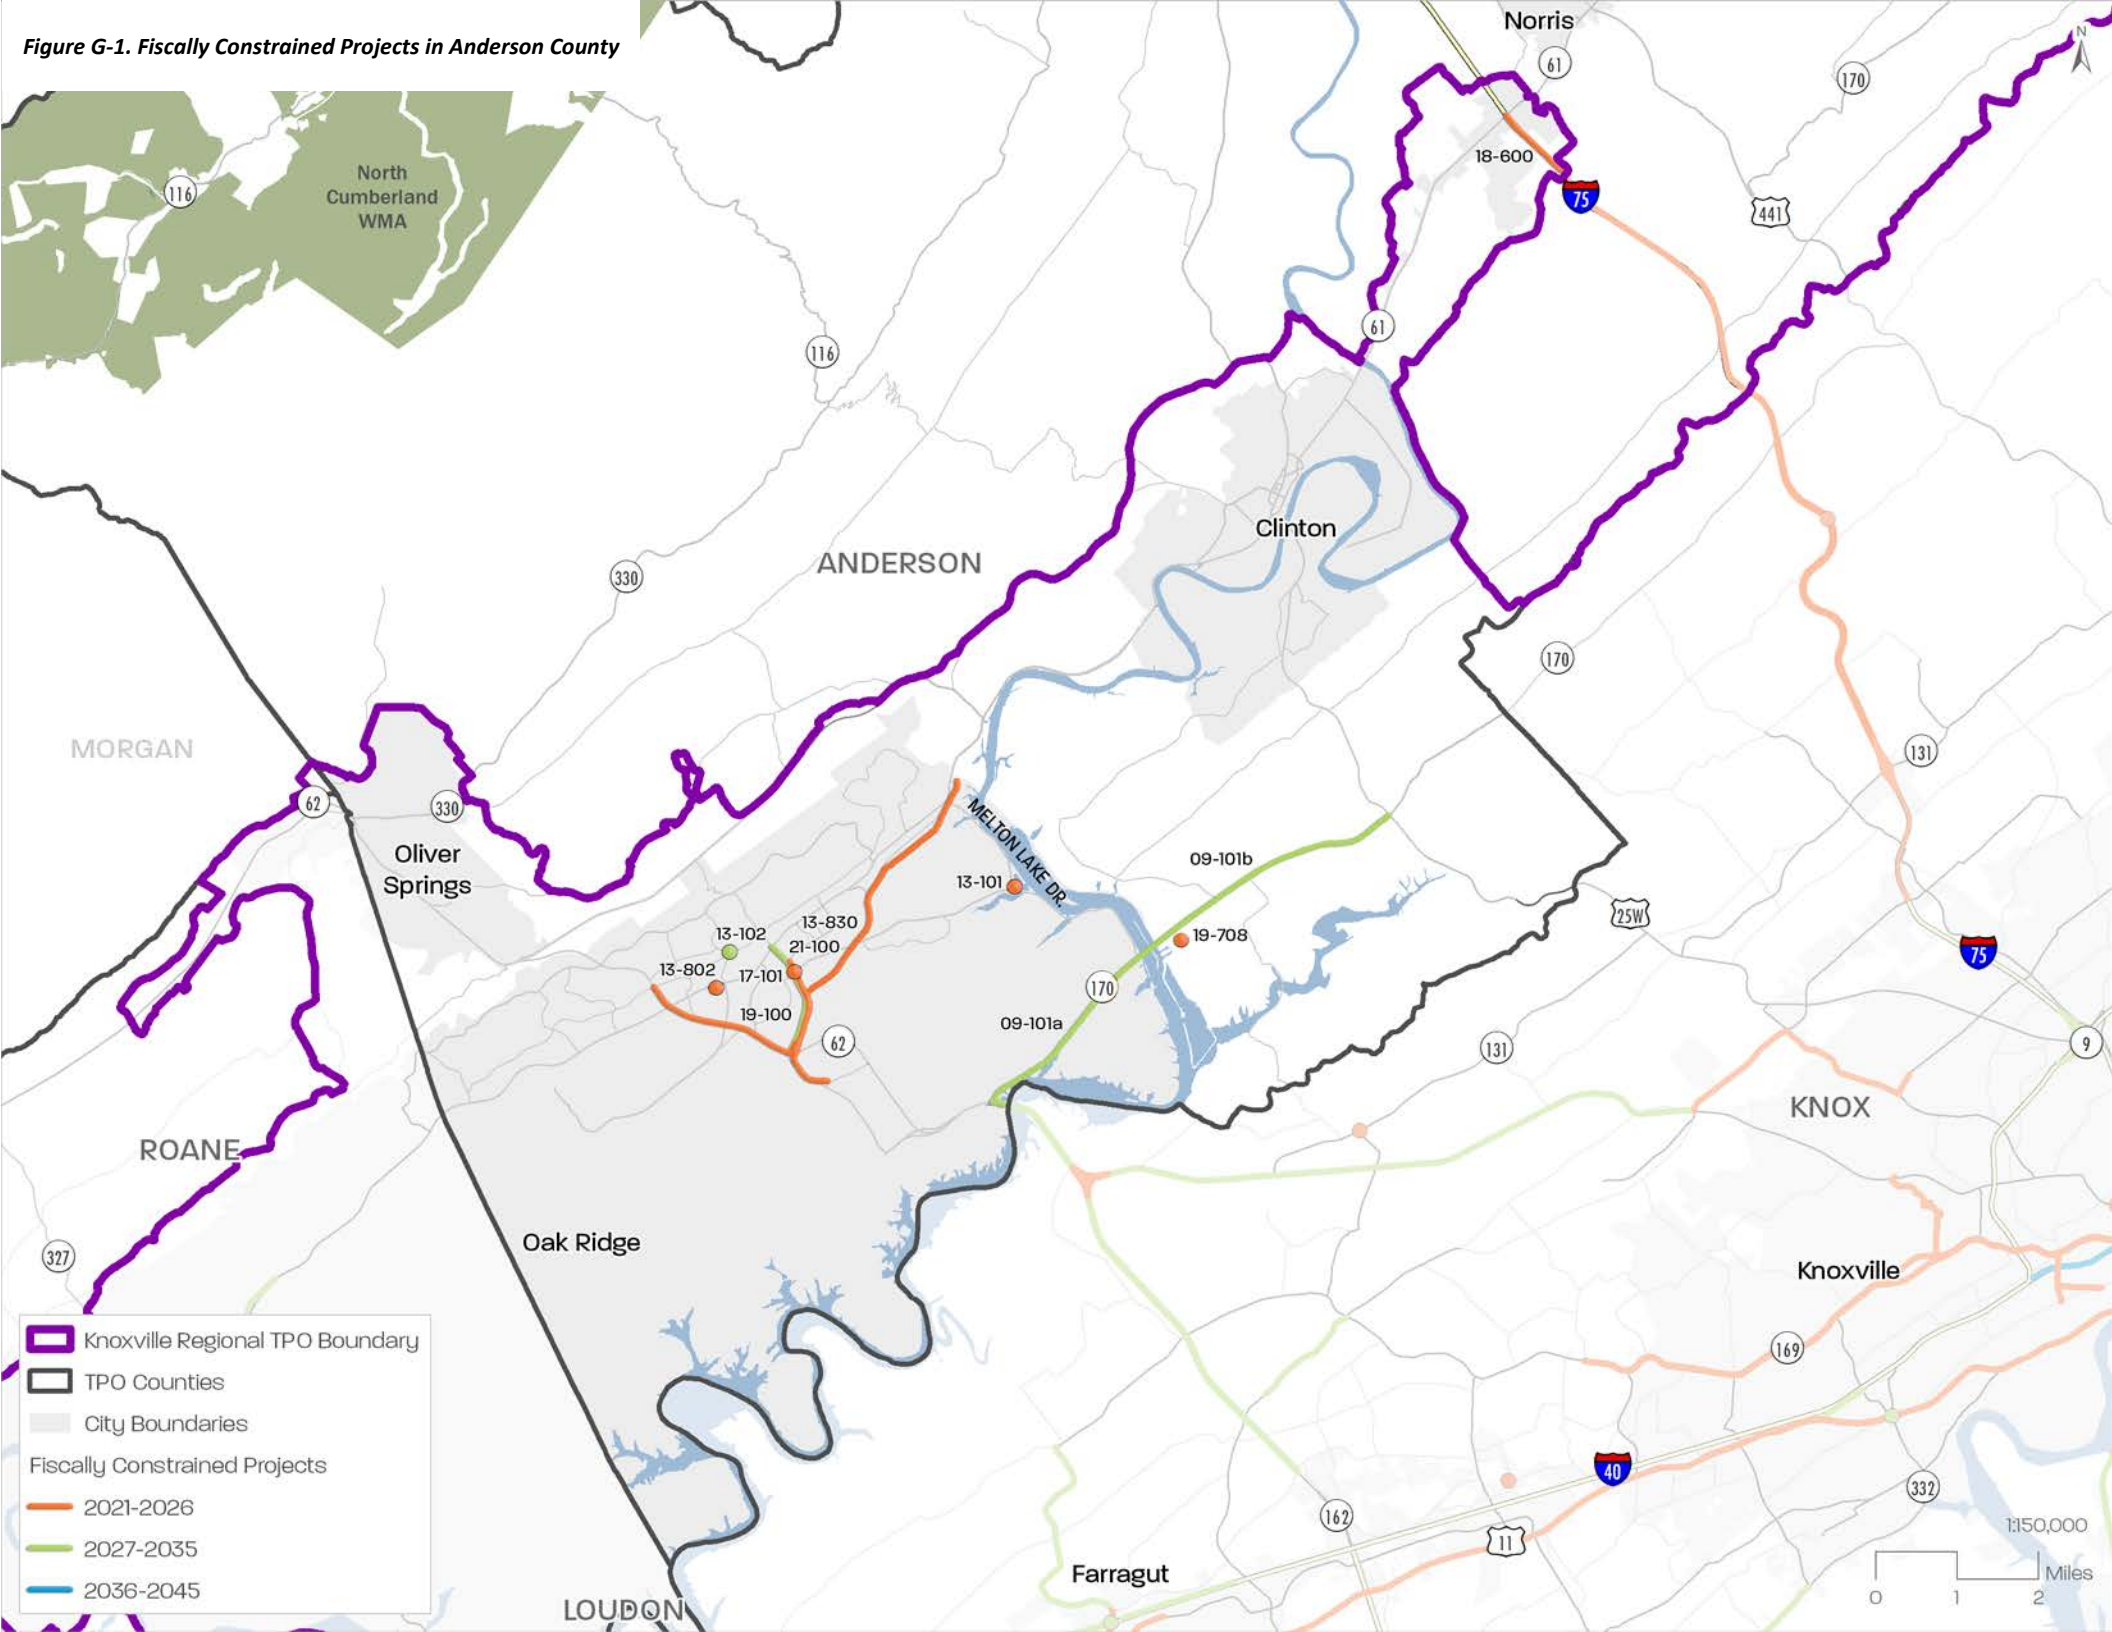 Figure G-1. Fiscally Constrained Projects in Anderson County
Norris
61
N
170
North
Cumberland
WMA
116
18-600
75
441
61
116
Clinton
ANDERSON
330
170
MORGAN
131
62
330
Oliver
Springs
MELTON LAKE DR.
09-101b
13-101
25W
13-830
13-102
21-100
19-708
75
13-802
17-101
170
19-100
09-101a
62
131
9
KNOX
ROANE
Oak Ridge
327
Knoxville
169
40
332
162
11
Farragut
LOUDON
Knoxville Regional TPO Boundary
TPO Counties
City Boundaries
Fiscally Constrained Projects
2021-2026
2027-2035
2036-2045
1:150,000
Miles
0 1 2